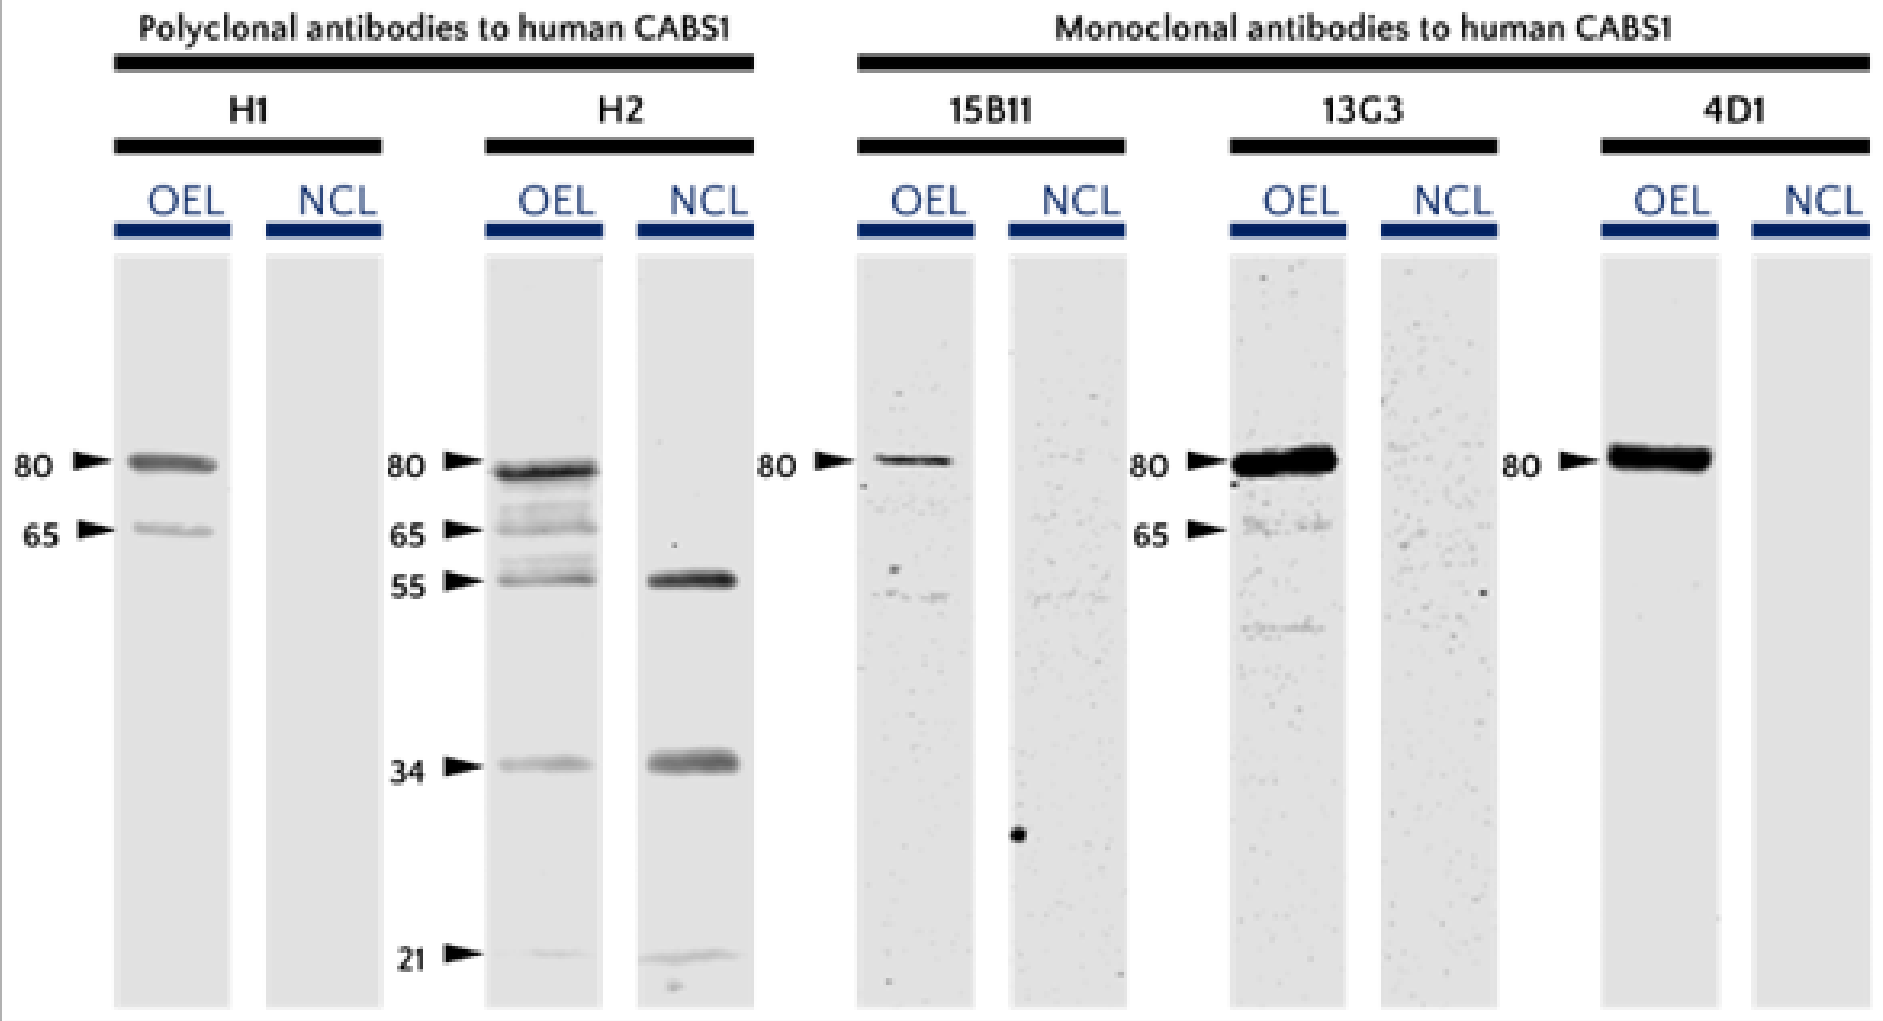 Polyclonal antibodies to human CABS1 Monoclonal antibodies to human CABS1
H1 H2 15B11 13G3 4D1
OEL NCL OEL NCL OEL NCL OEL NCL OEL NCL
80 80 80 80 80
65 65 65
55
34
21